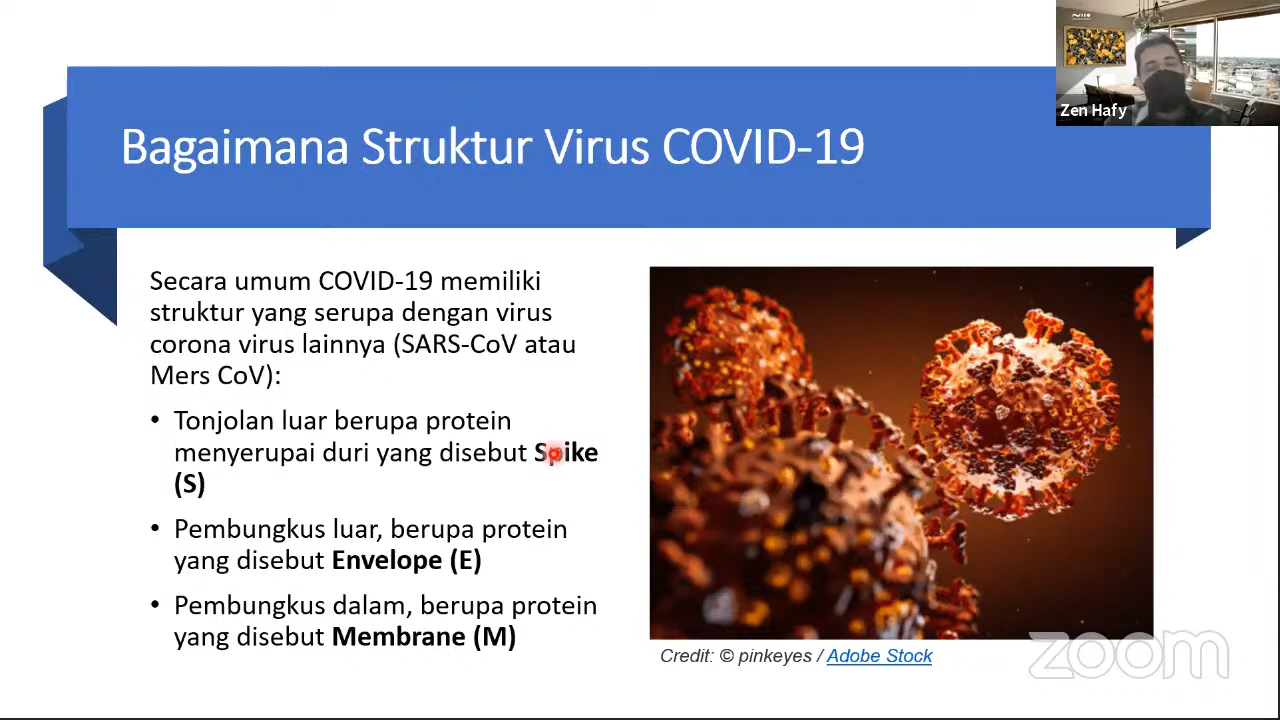 Zen Hafy
Bagaimana Struktur Virus COVID-19
Secara umum COVID-19 memiliki
struktur yang serupa dengan virus
corona virus lainnya (SARS-CoV atau
Mers CoV):
• Tonjolan luar berupa protein
menyerupai duri yang disebut Spike
(S)
• Pembungkus luar, berupa protein
yang disebut Envelope (E)
• Pembungkus dalam, berupa protein
yang disebut Membrane (M)
Credit: © pinkeyes / Adobe Stock
zoom